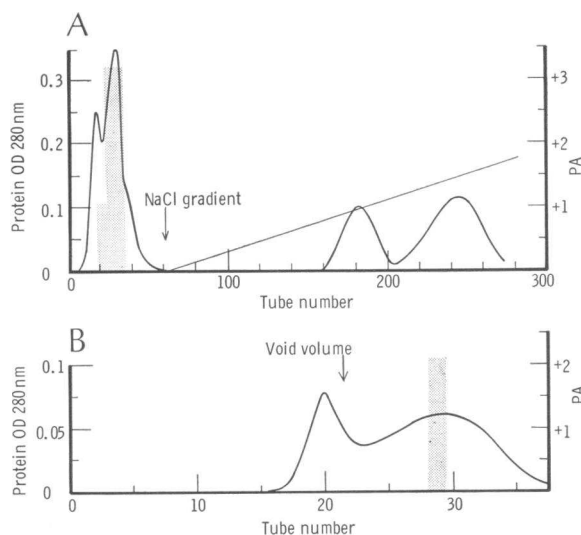 A
Protein OD 280nm
0.3
0.2
0.1
0
+3
+2
+1
PA
NaCl gradient
0
100
200
300
Tube number
B
Protein OD 280nm
0.1
0.05
0
Void volume
+2
+1
PA
0
10
20
30
Tube number